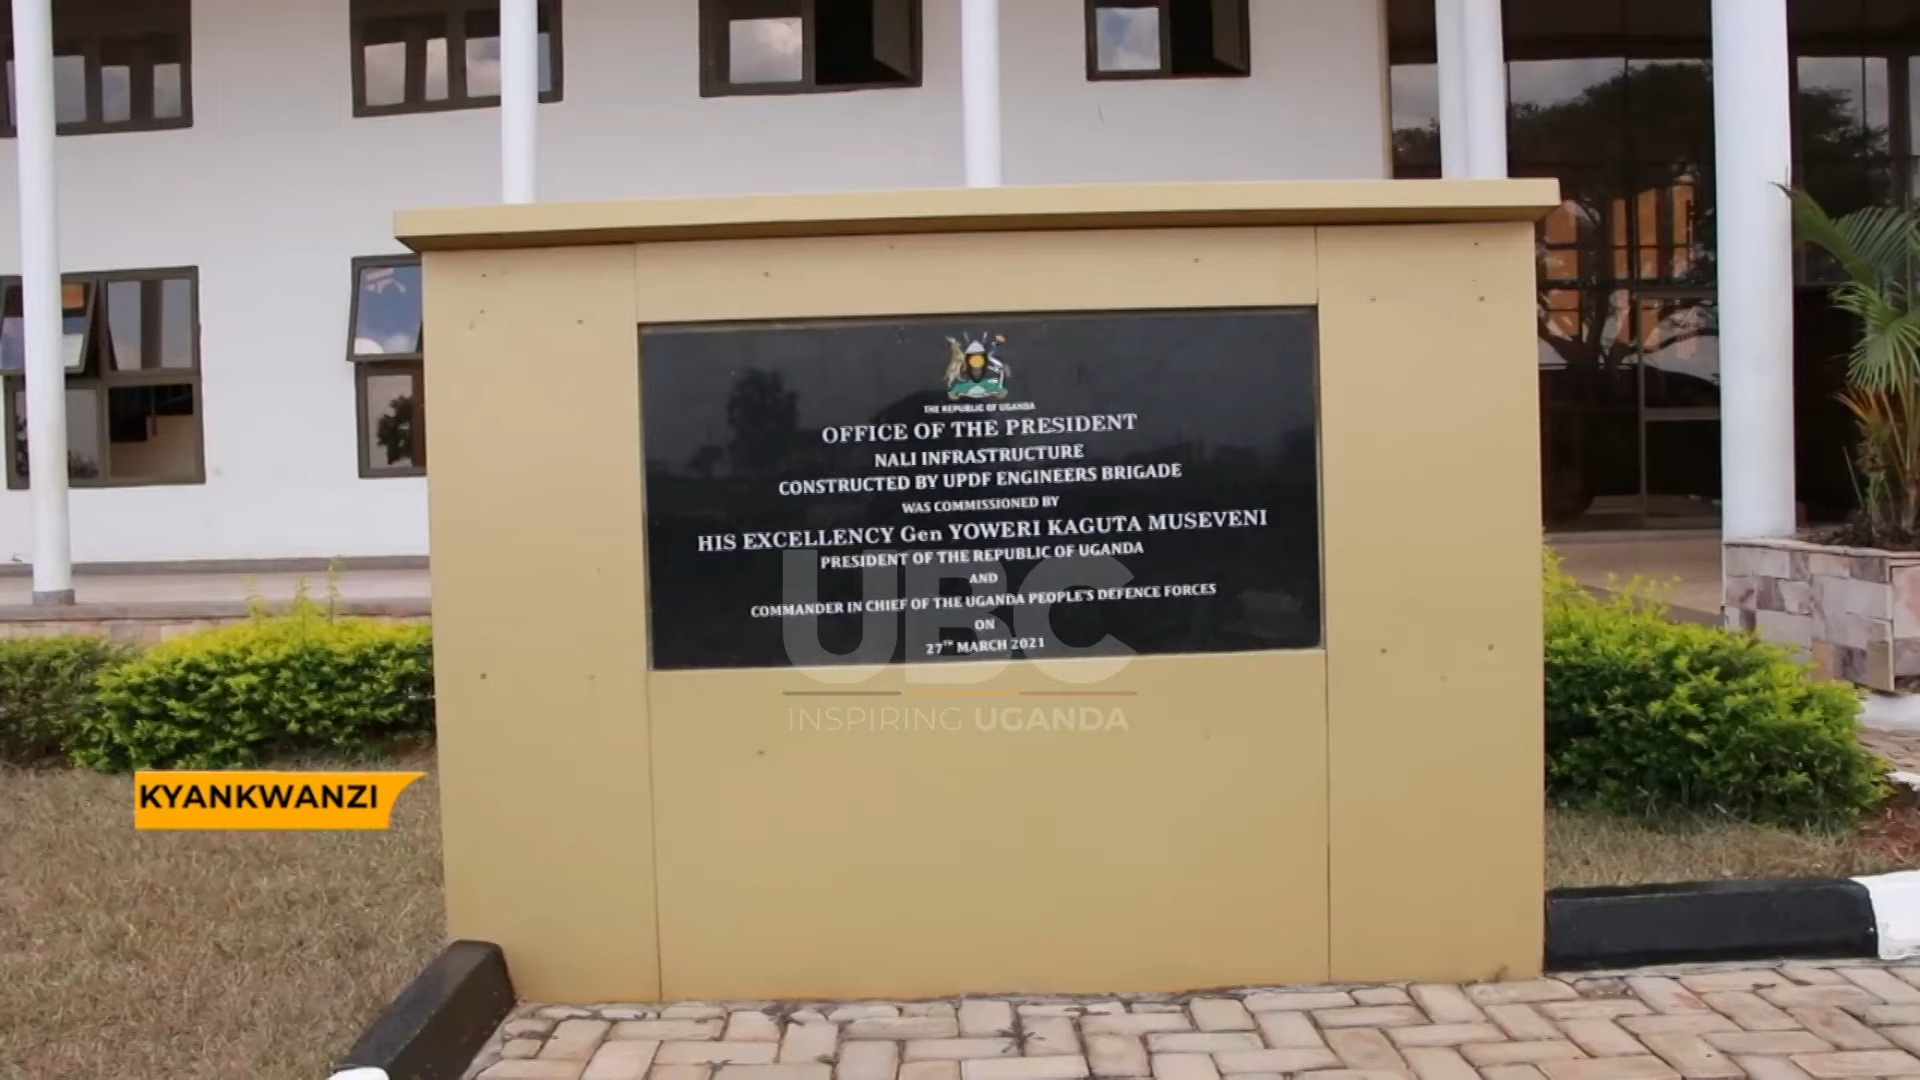 THE REPUBLIC OF UGANDA
OFFICE OF THE PRESIDENT
NALI INFRASTRUCTURE
CONSTRUCTED BY UPDF ENGINEERS BRIGADE
WAS COMMISSIONED BY
HIS EXCELLENCY Gen YOWERI KAGUTA MUSEVENI
PRESIDENT OF THE REPUBLIC OF UGANDA
AND
COMMANDER IN CHIEF OF THE UGANDA PEOPLE'S DEFENCE FORCES
ON
27TH MARCH 2021
UBC
INSPIRING UGANDA
KYANKWANZI